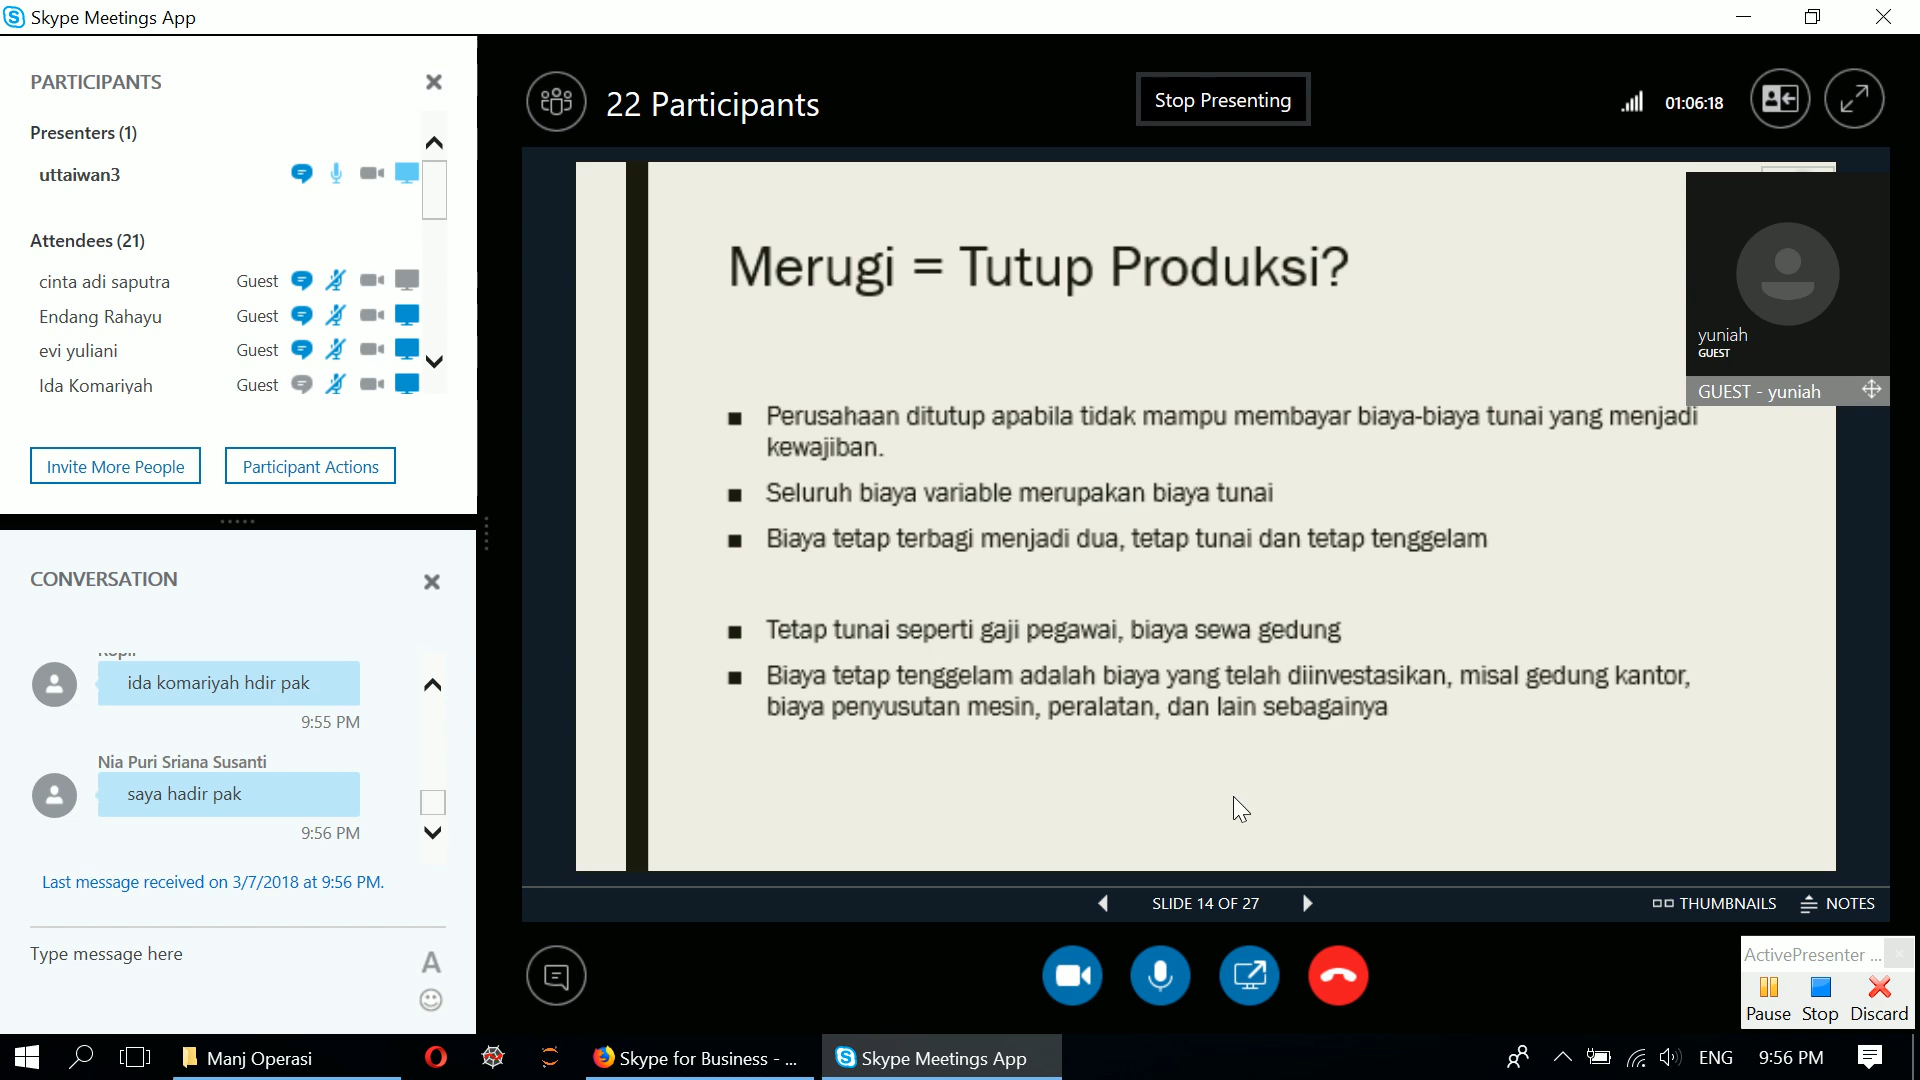 Skype Meetings App
PARTICIPANTS
Presenters (1)
uttaiwan3
Attendees (21)
cinta adi saputra Guest
Endang Rahayu Guest
evi yuliani Guest
Ida Komariyah Guest
Invite More People Participant Actions
CONVERSATION
ida komariyah hdir pak
9:55 PM
Nia Puri Sriana Susanti
saya hadir pak
9:56 PM
Last message received on 3/7/2018 at 9:56 PM.
Type message here
A
22 Participants
Stop Presenting
01:06:18
Merugi = Tutup Produksi?
yuniah
GUEST
GUEST - yuniah
Perusahaan ditutup apabila tidak mampu membayar biaya-biaya tunai yang menjadi
kewajiban.
Seluruh biaya variable merupakan biaya tunai
Biaya tetap terbagi menjadi dua, tetap tunai dan tetap tenggelam
Tetap tunai seperti gaji pegawai, biaya sewa gedung
Biaya tetap tenggelam adalah biaya yang telah diinvestasikan, misal gedung kantor,
biaya penyusutan mesin, peralatan, dan lain sebagainya
SLIDE 14 OF 27
THUMBNAILS NOTES
ActivePresenter ...
Pause Stop Discard
Manj Operasi
Skype for Business - ...
Skype Meetings App
ENG 9:56 PM